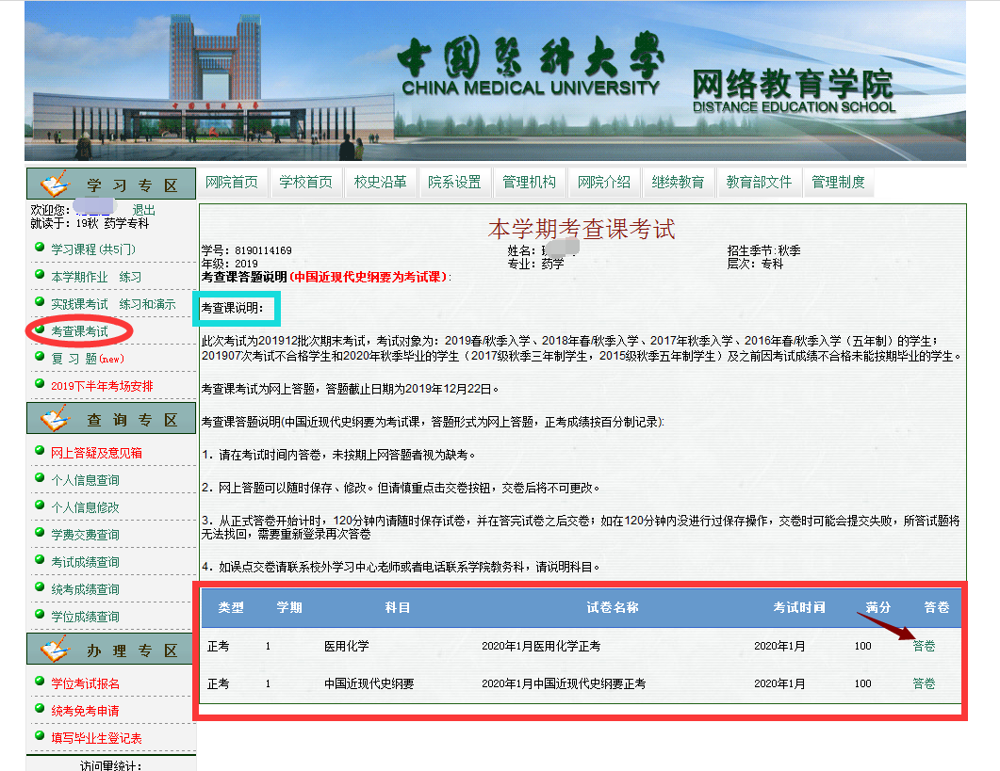 中國醫科大學
CHINA MEDICAL UNIVERSITY
网络教育学院
DISTANCE EDUCATION SCHOOL
学 习 专 区
网院首页 学校首页 校史沿革 院系设置 管理机构 网院介绍 继续教育 教育部文件 管理制度
欢迎您: 退出
就读于: 19秋 药学专科
学习课程 (共5门)
本学期作业 练习
实践课考试 练习和演示
考查课考试
复 习 题(new)
2019下半年考场安排
查 询 专 区
网上答疑及意见箱
个人信息查询
个人信息修改
学费交费查询
考试成绩查询
统考成绩查询
学位成绩查询
办 理 专 区
学位考试报名
统考免考申请
填写毕业生登记表
访问量统计:
本学期考查课考试
学号: 8190114169 姓名: 招生季节:秋季
年级: 2019 专业: 药学 层次: 专科
考查课答题说明(中国近现代史纲要为考试课):
考查课说明:
此次考试为201912批次期末考试，考试对象为：2019春/秋季入学、2018年春/秋季入学、2017年秋季入学、2016年春/秋季入学（五年制）的学生；
201907次考试不合格学生和2020年秋季毕业的学生（2017级秋季三年制学生，2015级秋季五年制学生）及之前因考试成绩不合格未能按期毕业的学生。
考查课考试为网上答题，答题截止日期为2019年12月22日。
考查课答题说明(中国近现代史纲要为考试课，答题形式为网上答题，正考成绩按百分制记录):
1．请在考试时间内答卷，未按期上网答题者视为缺考。
2．网上答题可以随时保存、修改。但请慎重点击交卷按钮，交卷后将不可更改。
3．从正式答卷开始计时，120分钟内请随时保存试卷，并在答完试卷之后交卷；如在120分钟内没进行过保存操作，交卷时可能会提交失败，所答试题将
无法找回，需要重新登录再次答卷
4．如误点交卷请联系校外学习中心老师或者电话联系学院教务科，请说明科目。
类型 学期 科目 试卷名称 考试时间 满分 答卷
正考 1 医用化学 2020年1月医用化学正考 2020年1月 100 答卷
正考 1 中国近现代史纲要 2020年1月中国近现代史纲要正考 2020年1月 100 答卷